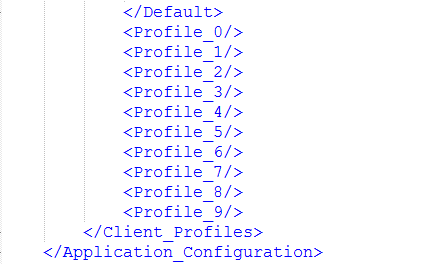 </Default>
<Profile_0/>
<Profile_1/>
<Profile_2/>
<Profile_3/>
<Profile_4/>
<Profile_5/>
<Profile_6/>
<Profile_7/>
<Profile_8/>
<Profile_9/>
</Client_Profiles>
</Application_Configuration>